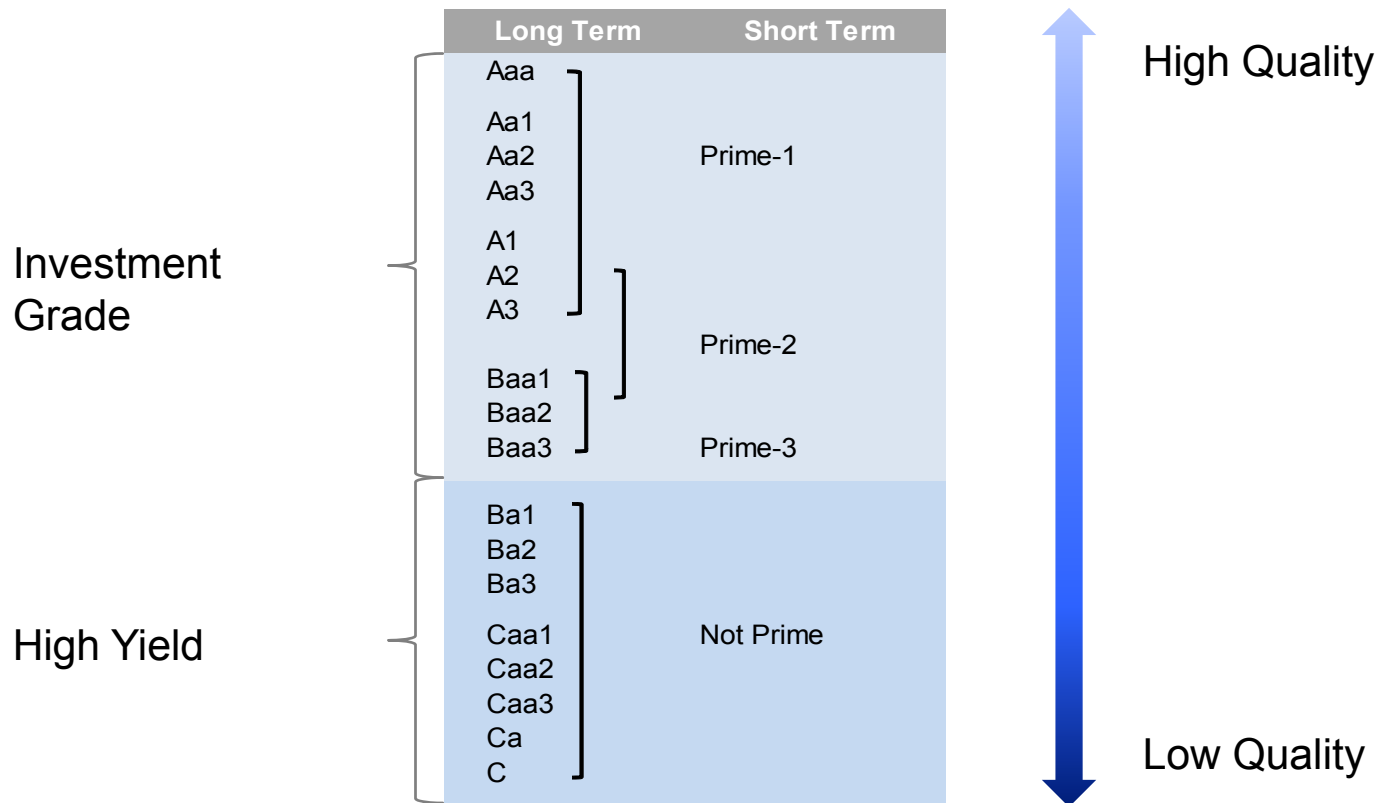 Long Term Short Term
High Quality
Aaa
Aa1
Aa2 Prime-1
Aa3
A1
Investment
Grade
A2
A3
Prime-2
Baa1
Baa2
Baa3 Prime-3
Ba1
Ba2
Ba3
High Yield
Caa1 Not Prime
Caa2
Caa3
Ca
Low Quality
C